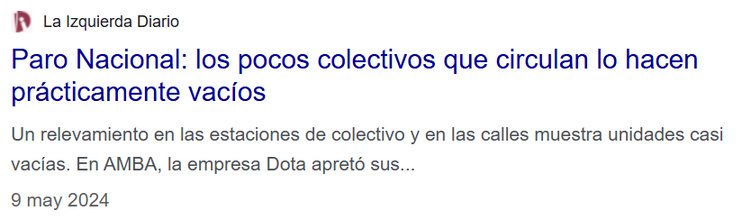 La Izquierda Diario
Paro Nacional: los pocos colectivos que circulan lo hacen
prácticamente vacíos
Un relevamiento en las estaciones de colectivo y en las calles muestra unidades casi
vacías. En AMBA, la empresa Dota apretó sus...
9 may 2024